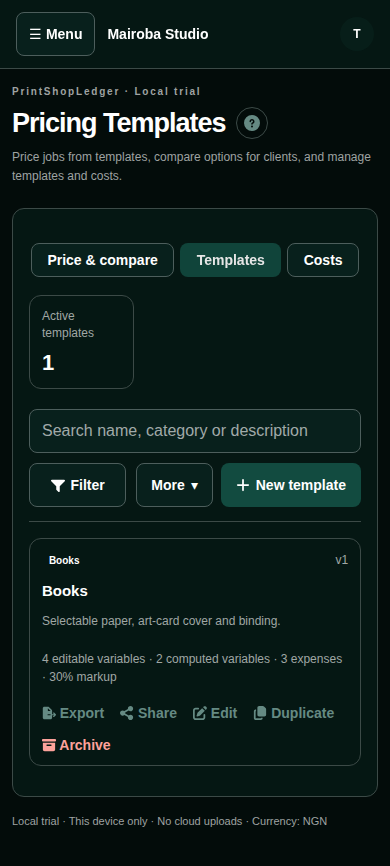 ☰ Menu
Mairoba Studio
T
PrintShopLedger · Local trial
Pricing Templates
?
Price jobs from templates, compare options for clients, and manage
templates and costs.
Price & compare
Templates
Costs
Active
templates
1
Search name, category or description
Filter
More ▾
+ New template
Books
v1
Books
Selectable paper, art-card cover and binding.
4 editable variables · 2 computed variables · 3 expenses
· 30% markup
Export
Share
Edit
Duplicate
Archive
Local trial · This device only · No cloud uploads · Currency: NGN